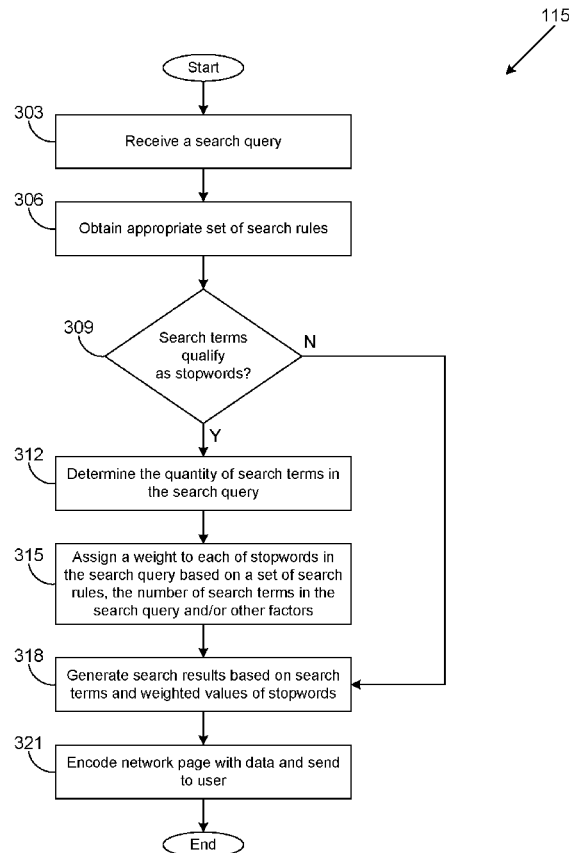 115
Start
303
Receive a search query
306
Obtain appropriate set of search rules
309
Search terms
qualify
as stopwords?
N
Y
312
Determine the quantity of search terms in
the search query
315
Assign a weight to each of stopwords in
the search query based on a set of search
rules, the number of search terms in the
search query and/or other factors
318
Generate search results based on search
terms and weighted values of stopwords
321
Encode network page with data and send
to user
End